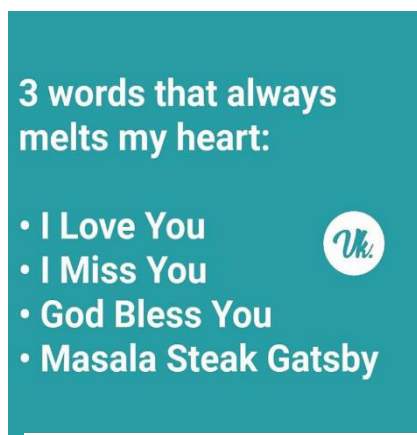 3 words that always
melts my heart:
• I Love You
• I Miss You
• God Bless You
• Masala Steak Gatsby
Vk.